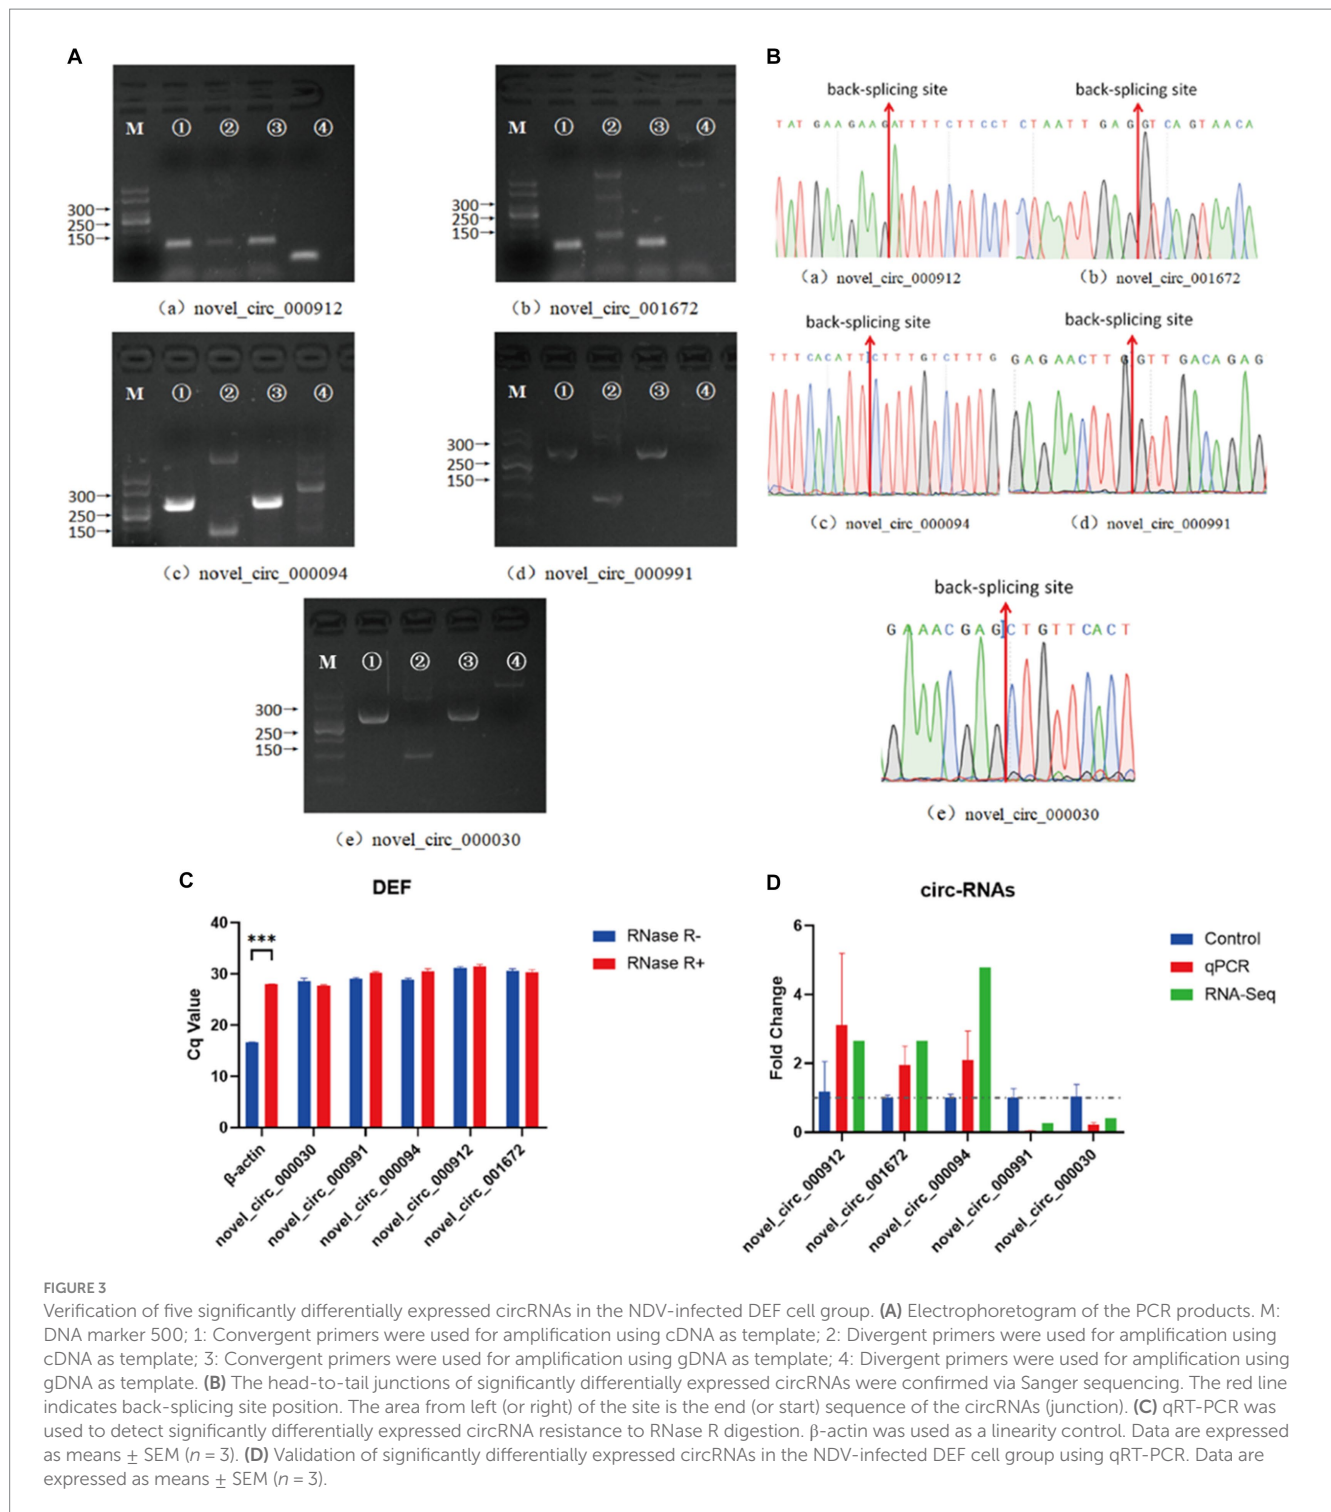 A
M ① ② ③ ④
300
250
150
（a）novel_circ_000912
M ① ② ③ ④
300
250
150
（b）novel_circ_001672
M ① ② ③ ④
300
250
150
（c）novel_circ_000094
M ① ② ③ ④
300
250
150
（d）novel_circ_000991
M ① ② ③ ④
300
250
150
（e）novel_circ_000030
B
back-splicing site
TATGAAGAAGATTTTCTTCCT
（a）novel_circ_000912
back-splicing site
CTAATTGAGGTCAGTAACA
（b）novel_circ_001672
back-splicing site
TTTCACATTCTTTGTCTTTG
（c）novel_circ_000094
back-splicing site
GAGAACTTGGTTGACAGAG
（d）novel_circ_000991
back-splicing site
GAAACGAGCTGTTCACT
（e）novel_circ_000030
C
DEF
Cq Value
40
30
20
10
0
***
RNase R-
RNase R+
β-actin
novel_circ_000030
novel_circ_000991
novel_circ_000094
novel_circ_000912
novel_circ_001672
D
circ-RNAs
Fold Change
6
4
2
0
Control
qPCR
RNA-Seq
novel_circ_000912
novel_circ_001672
novel_circ_000094
novel_circ_000991
novel_circ_000030
FIGURE 3
Verification of five significantly differentially expressed circRNAs in the NDV-infected DEF cell group. (A) Electrophoretogram of the PCR products. M:
DNA marker 500; 1: Convergent primers were used for amplification using cDNA as template; 2: Divergent primers were used for amplification using
cDNA as template; 3: Convergent primers were used for amplification using gDNA as template; 4: Divergent primers were used for amplification using
gDNA as template. (B) The head-to-tail junctions of significantly differentially expressed circRNAs were confirmed via Sanger sequencing. The red line
indicates back-splicing site position. The area from left (or right) of the site is the end (or start) sequence of the circRNAs (junction). (C) qRT-PCR was
used to detect significantly differentially expressed circRNA resistance to RNase R digestion. β-actin was used as a linearity control. Data are expressed
as means ± SEM (n = 3). (D) Validation of significantly differentially expressed circRNAs in the NDV-infected DEF cell group using qRT-PCR. Data are
expressed as means ± SEM (n = 3).